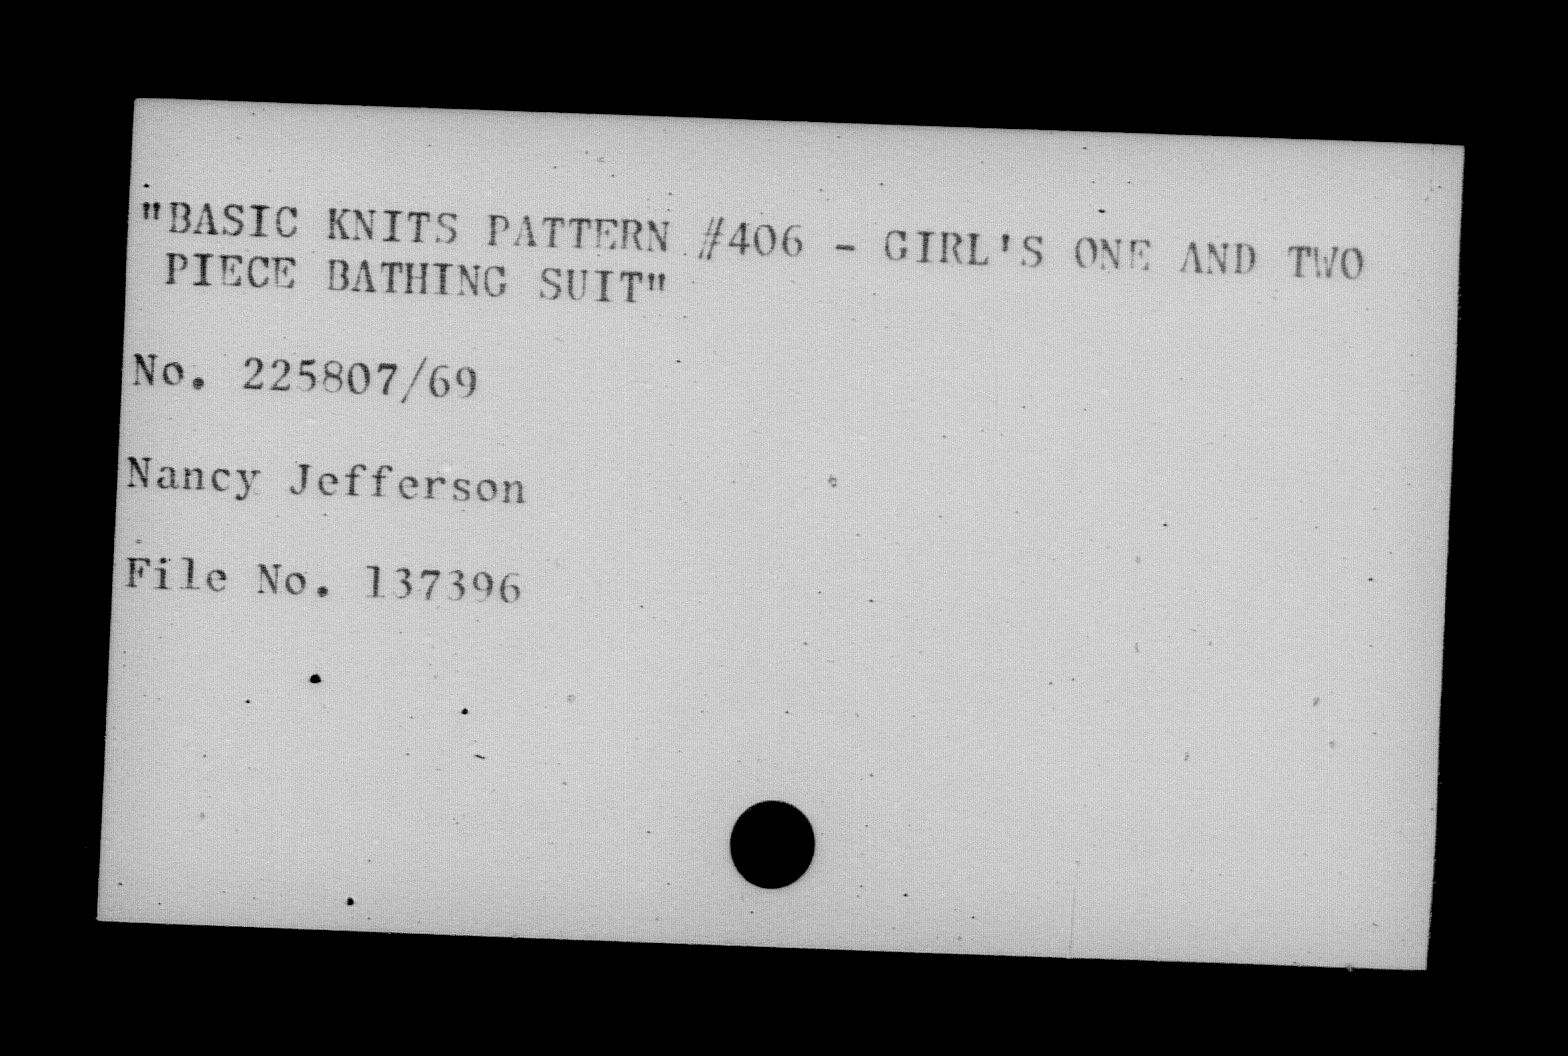 "BASIC KNITS PATTERN #406 - GIRL'S ONE AND TWO
PIECE BATHING SUIT"
No. 225807/69
Nancy Jefferson
File No. 137396